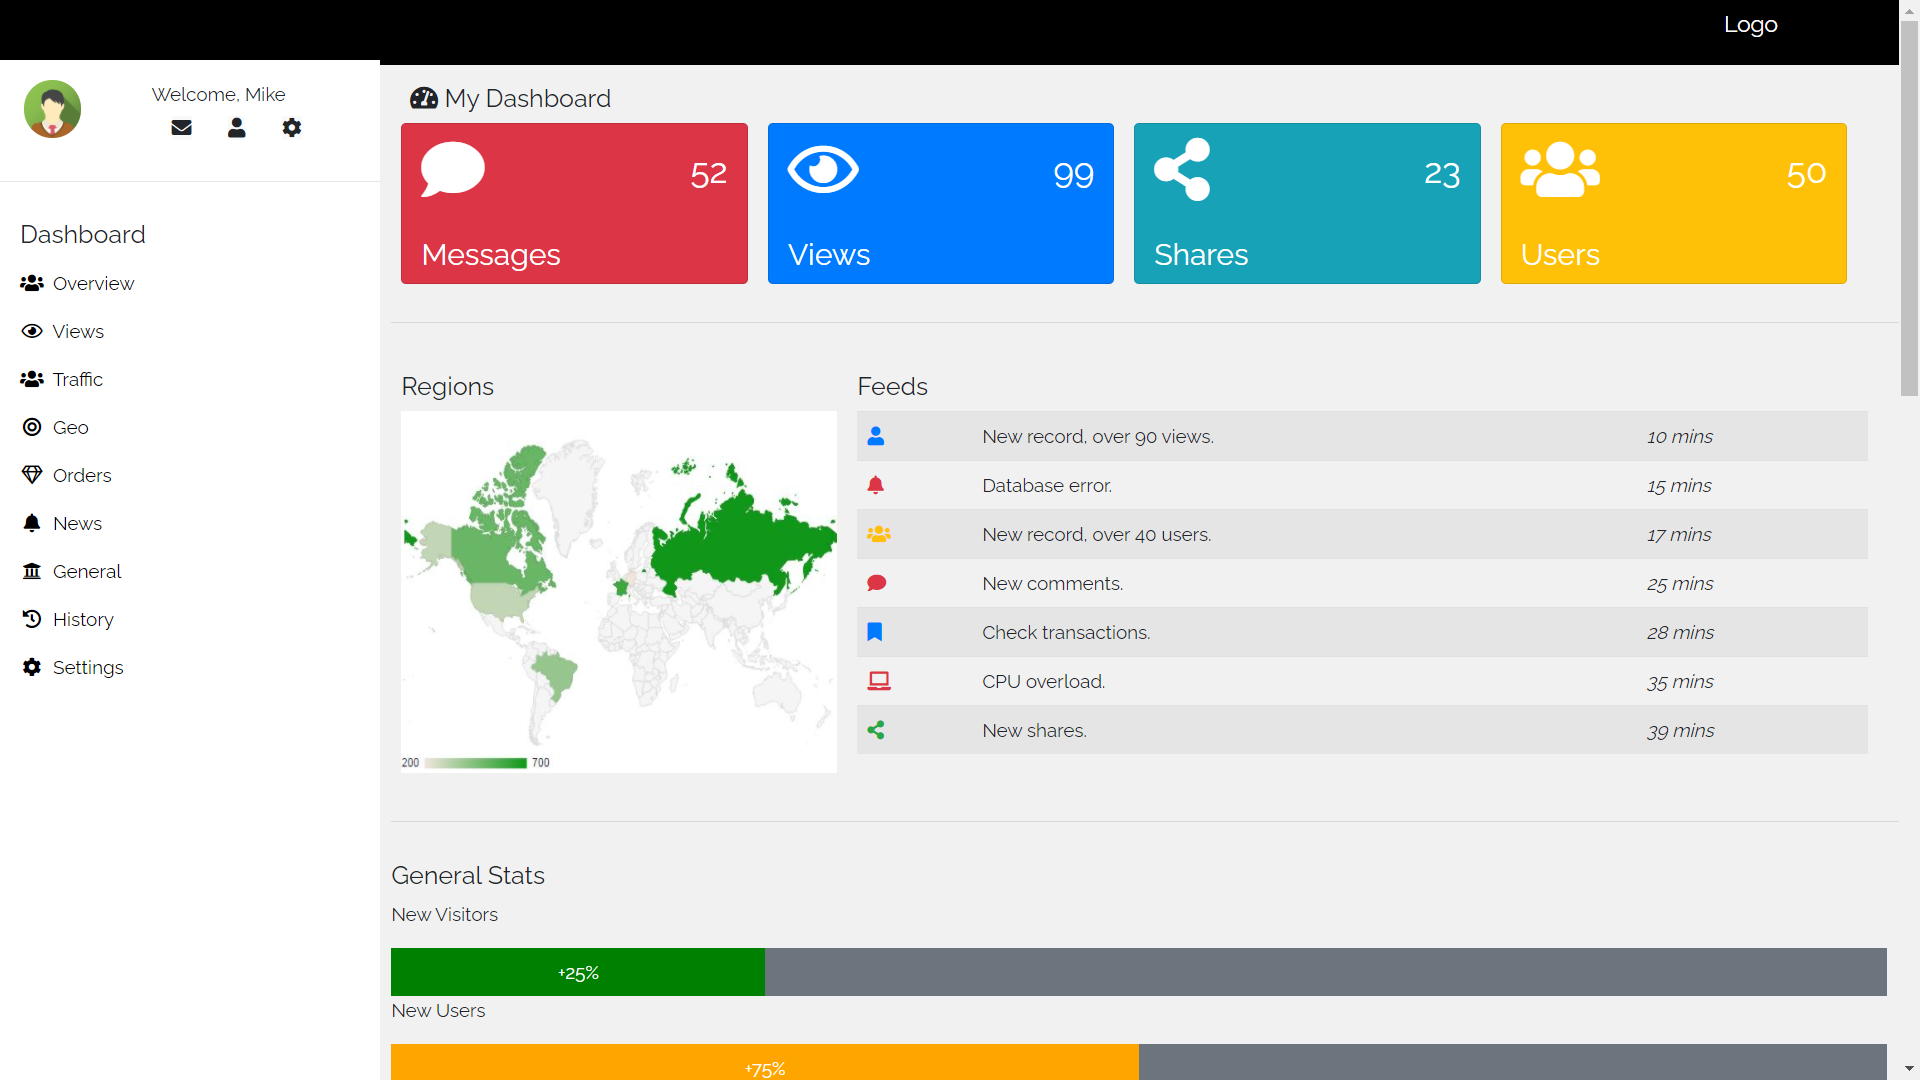 Logo
Welcome, Mike
Dashboard
Overview
Views
Traffic
Geo
Orders
News
General
History
Settings
My Dashboard
52
Messages
99
Views
23
Shares
50
Users
Regions
200 700
Feeds
New record, over 90 views. 10 mins
Database error. 15 mins
New record, over 40 users. 17 mins
New comments. 25 mins
Check transactions. 28 mins
CPU overload. 35 mins
New shares. 39 mins
General Stats
New Visitors
+25%
New Users
+75%